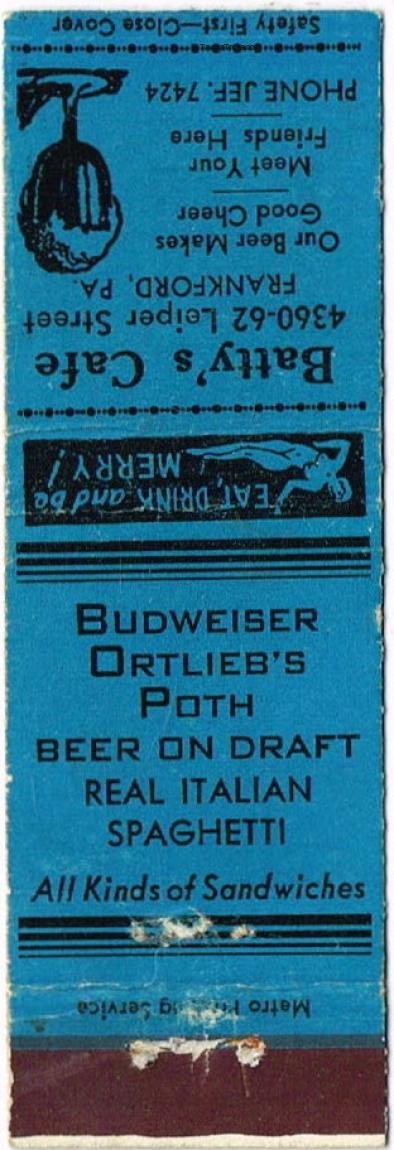 Safety First—Close Cover
PHONE JEF. 7424
Meet Your
Friends Here
Our Beer Makes
Good Cheer
4360-62 Leiper Street
FRANKFORD, PA.
Batty's Cafe
EAT, DRINK and be
MERRY!
BUDWEISER
ORTLIEB'S
POTH
BEER ON DRAFT
REAL ITALIAN
SPAGHETTI
All Kinds of Sandwiches
Metro Service